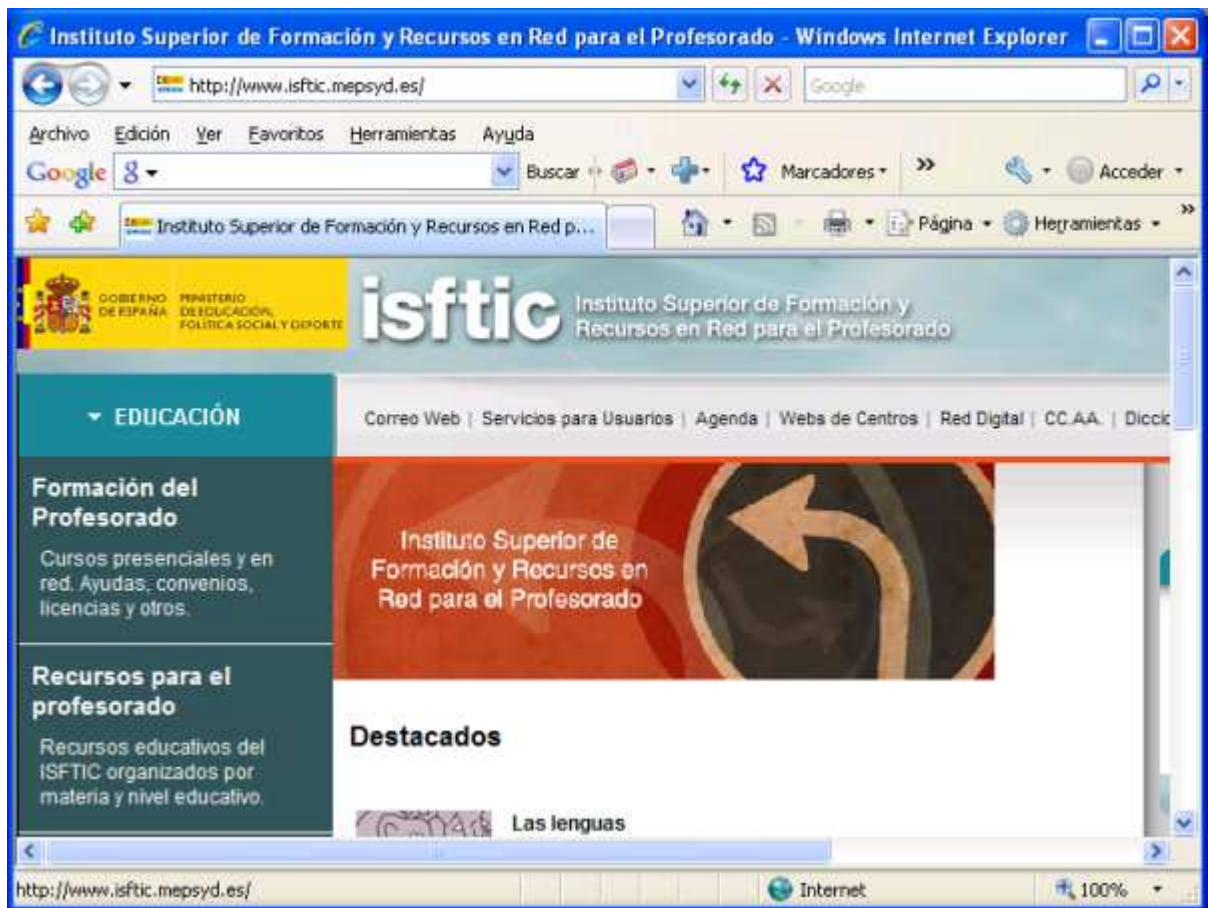 Instituto Superior de Formación y Recursos en Red para el Profesorado - Windows Internet Explorer
http://www.isftic.mepsyd.es/
Google
Archivo Edición Ver Favoritos Herramientas Ayuda
Google Buscar Marcadores Acceder
Instituto Superior de Formación y Recursos en Red p... Página Herramientas
GOBIERNO DE ESPAÑA
MINISTERIO DE EDUCACIÓN, POLÍTICA SOCIAL Y DEPORTE
isftic
Instituto Superior de Formación y
Recursos en Red para el Profesorado
EDUCACIÓN
Correo Web | Servicios para Usuarios | Agenda | Webs de Centros | Red Digital | CC.AA. | Dicc
Formación del
Profesorado
Cursos presenciales y en
red. Ayudas, convenios,
licencias y otros.
Recursos para el
profesorado
Recursos educativos del
ISFTIC organizados por
materia y nivel educativo.
Instituto Superior de
Formación y Recursos en
Red para el Profesorado
Destacados
Las lenguas
http://www.isftic.mepsyd.es/
Internet
100%